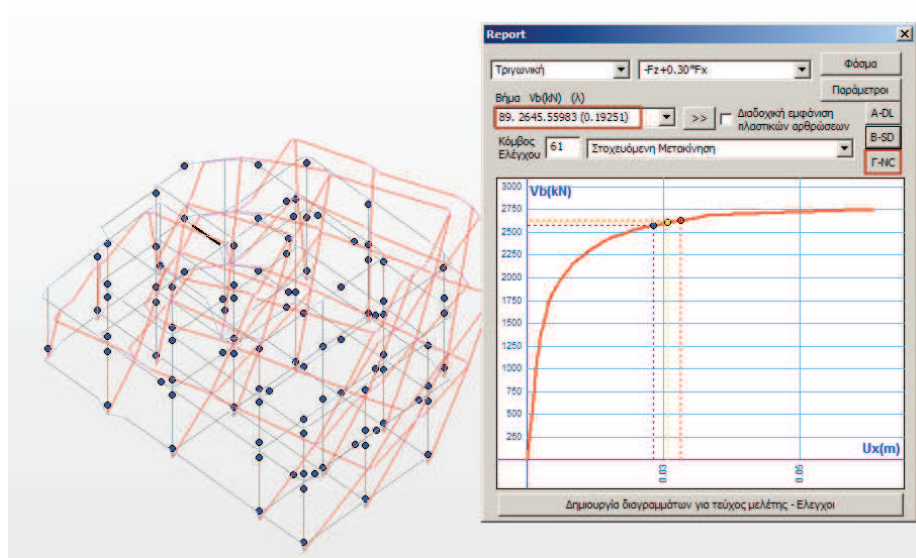 Report
Τριγωνική -Fz+0.30*Fx Φάσμα
Παράμετροι
Βήμα Vb(kN) (λ)
89. 2645.55983 (0.19251) >> Διαδοχική εμφάνιση πλαστικών αρθρώσεων A-DL
B-SD
Κόμβος Ελέγχου 61 Στοχευόμενη Μετακίνηση
Γ-NC
3000 Vb(kN)
2750
2500
2250
2000
1750
1500
1250
1000
750
500
250
Ux(m)
0.03 0.05
Δημιουργία διαγραμμάτων για τεύχος μελέτης - Ελεγχοι